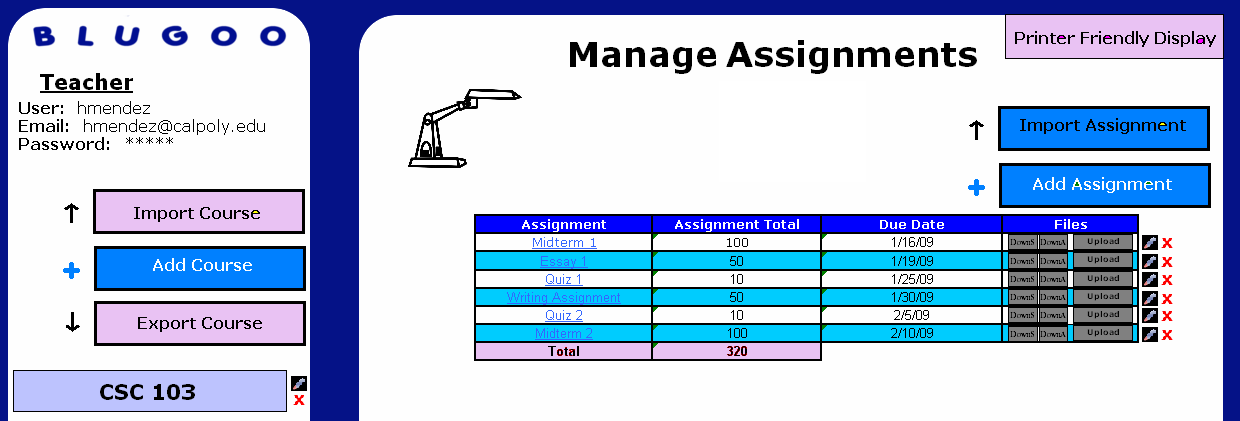 BLUGOO
Teacher
User: hmendez
Email: hmendez@calpoly.edu
Password: *****
↑ Import Course
+ Add Course
↓ Export Course
CSC 103
X
Printer Friendly Display
Manage Assignments
↑ Import Assignment
+ Add Assignment
Assignment Assignment Total Due Date Files
Midterm 1 100 1/16/09 DownS DownA Upload X
Essay 1 50 1/19/09 DownS DownA Upload X
Quiz 1 10 1/25/09 DownS DownA Upload X
Writing Assignment 50 1/30/09 DownS DownA Upload X
Quiz 2 10 2/5/09 DownS DownA Upload X
Midterm 2 100 2/10/09 DownS DownA Upload X
Total 320